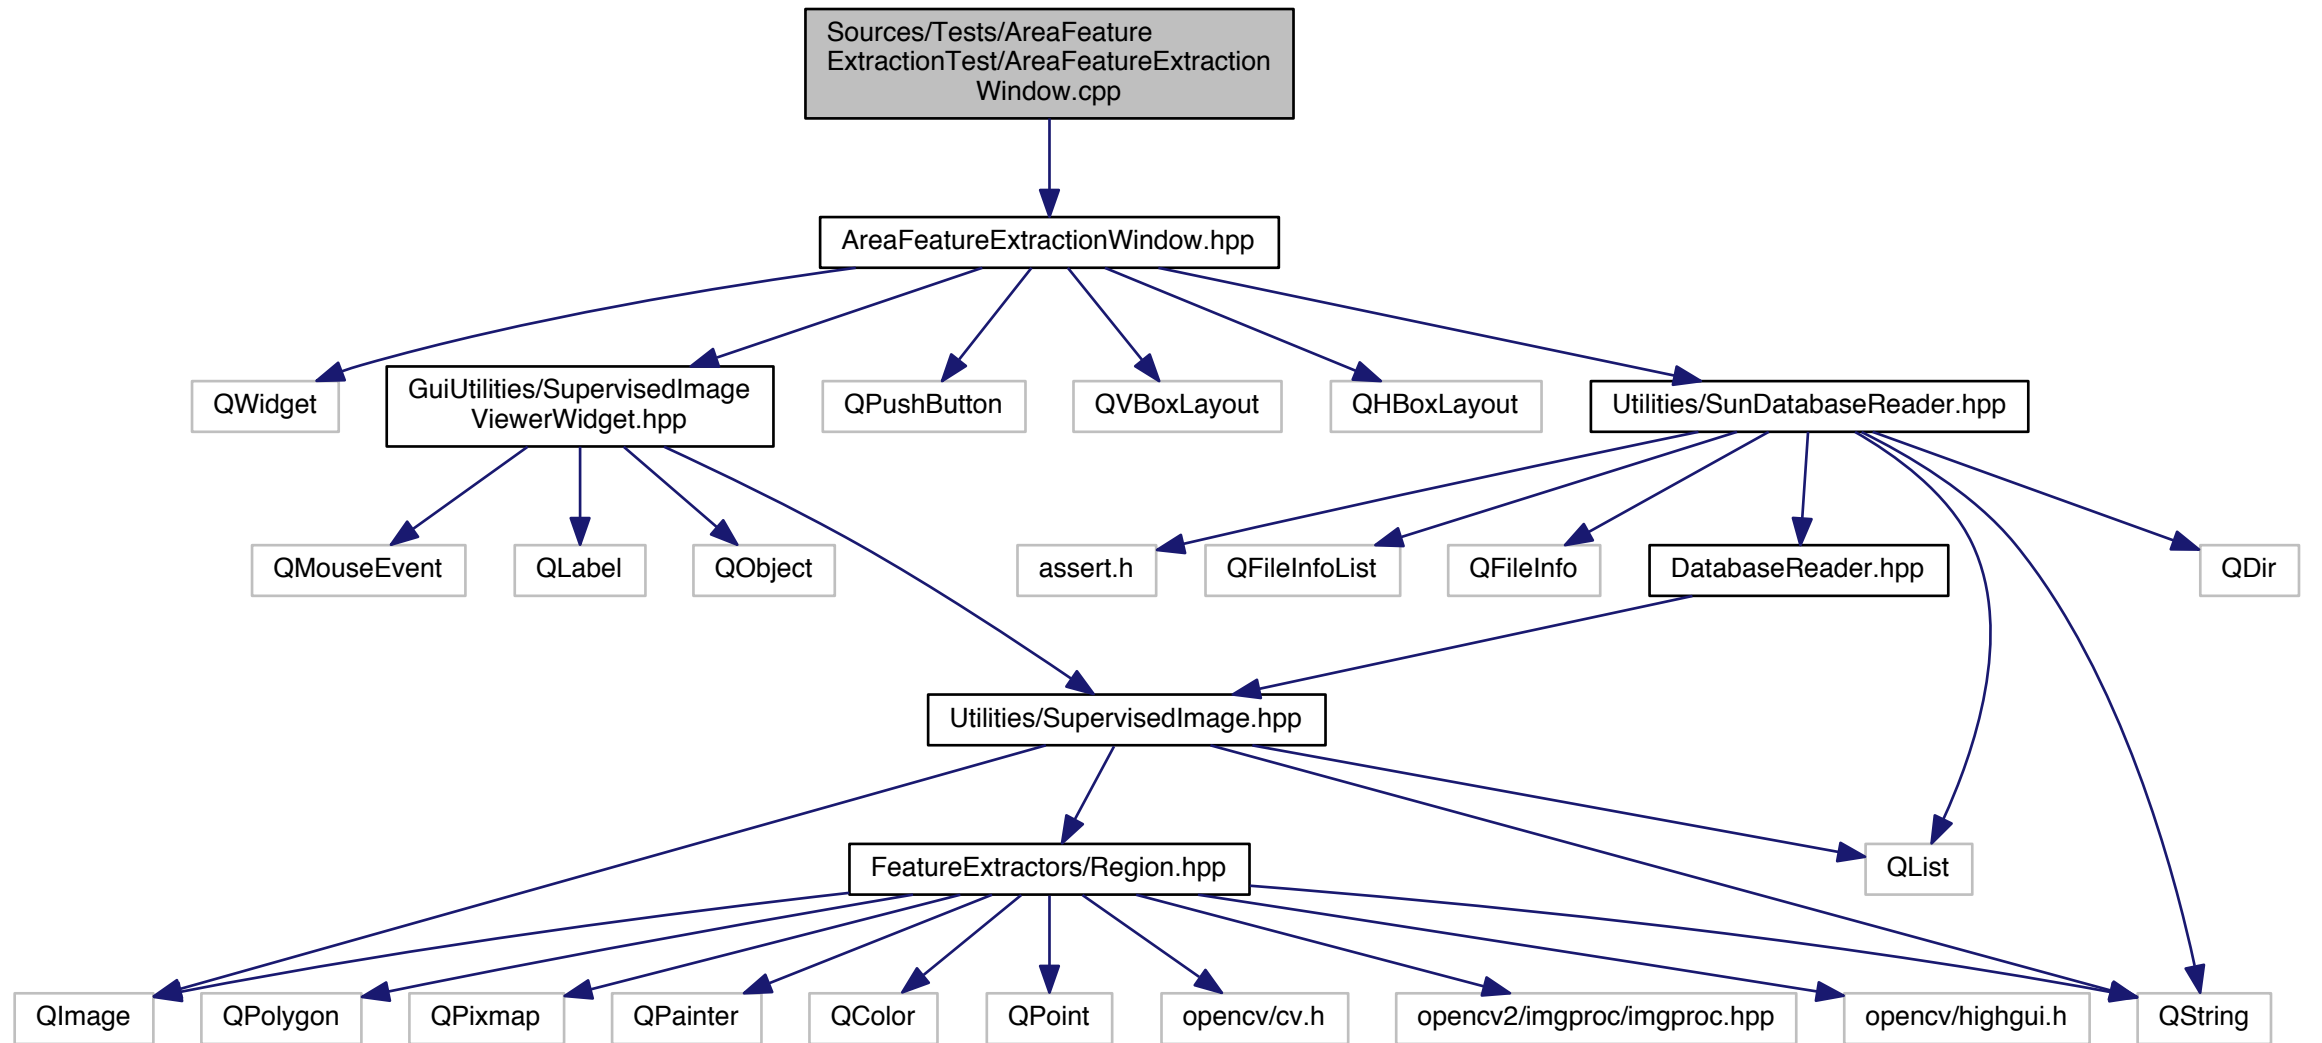 Sources/Tests/AreaFeature
ExtractionTest/AreaFeatureExtraction
Window.cpp
AreaFeatureExtractionWindow.hpp
QWidget
GuiUtilities/SupervisedImage
ViewerWidget.hpp
QPushButton
QVBoxLayout
QHBoxLayout
Utilities/SunDatabaseReader.hpp
QMouseEvent
QLabel
QObject
assert.h
QFileInfoList
QFileInfo
DatabaseReader.hpp
QDir
Utilities/SupervisedImage.hpp
FeatureExtractors/Region.hpp
QList
QImage
QPolygon
QPixmap
QPainter
QColor
QPoint
opencv/cv.h
opencv2/imgproc/imgproc.hpp
opencv/highgui.h
QString